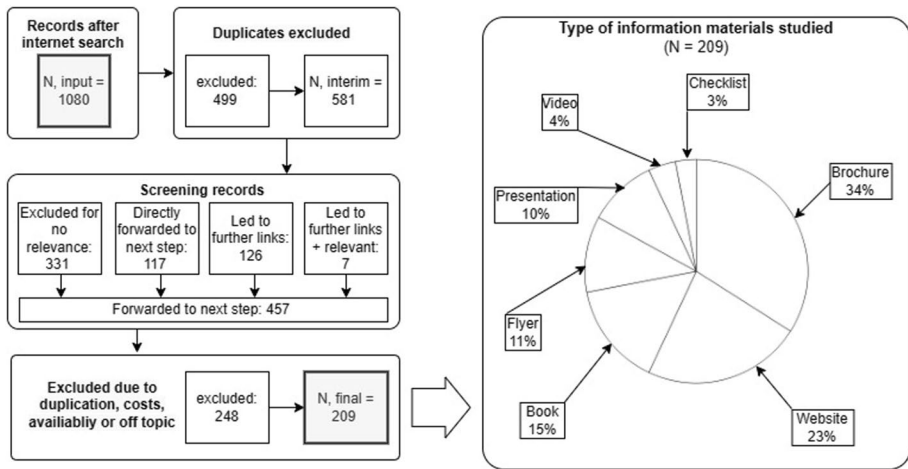 Records after
internet search
N, input =
1080
Duplicates excluded
excluded:
499
N, interim =
581
Screening records
Excluded for
no
relevance:
331
Directly
forwarded to
next step:
117
Led to
further
links:
126
Led to
further links
+ relevant:
7
Forwarded to next step: 457
Excluded due to
duplication, costs,
availiabliy or off topic
excluded:
248
N, final =
209
Type of information materials studied
(N = 209)
Checklist
3%
Video
4%
Brochure
34%
Presentation
10%
Flyer
11%
Book
15%
Website
23%